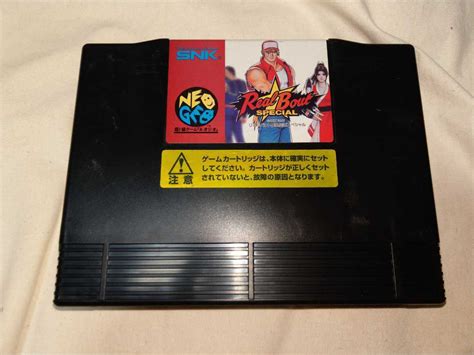 SNK
NEO
GEO
Real Bout
SPECIAL
注意
ゲームカートリッジは、本体に確実にセット
してください。カートリッジが正しくセット
されていないと、故障の原因となります。